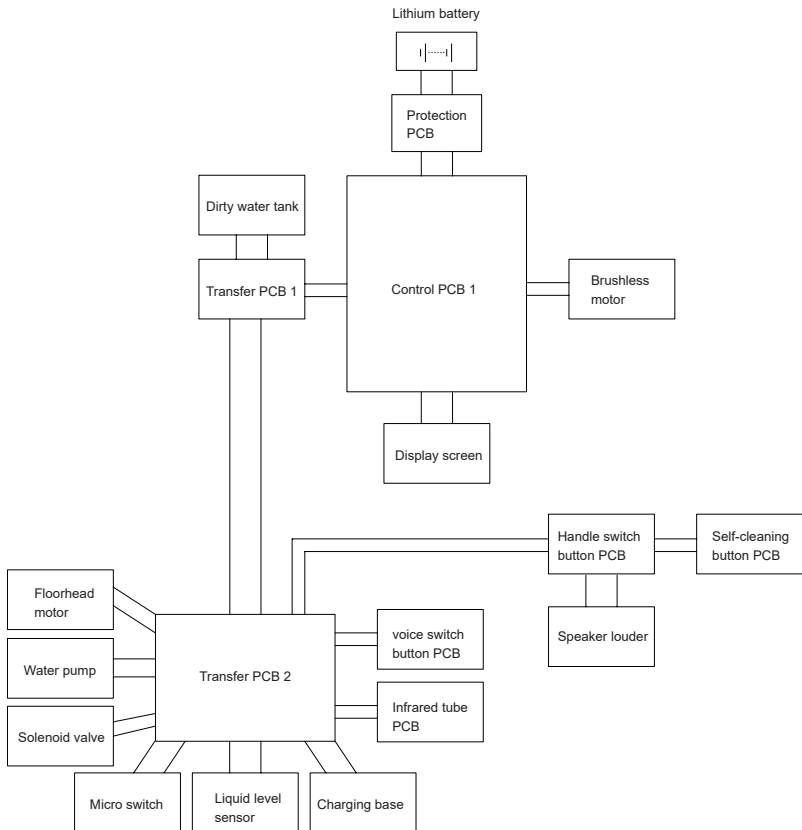 Lithium battery
Protection
PCB
Dirty water tank
Transfer PCB 1
Control PCB 1
Brushless
motor
Display screen
Handle switch
button PCB
Self-cleaning
button PCB
Speaker louder
Floorhead
motor
Water pump
Solenoid valve
Transfer PCB 2
voice switch
button PCB
Infrared tube
PCB
Micro switch
Liquid level
sensor
Charging base